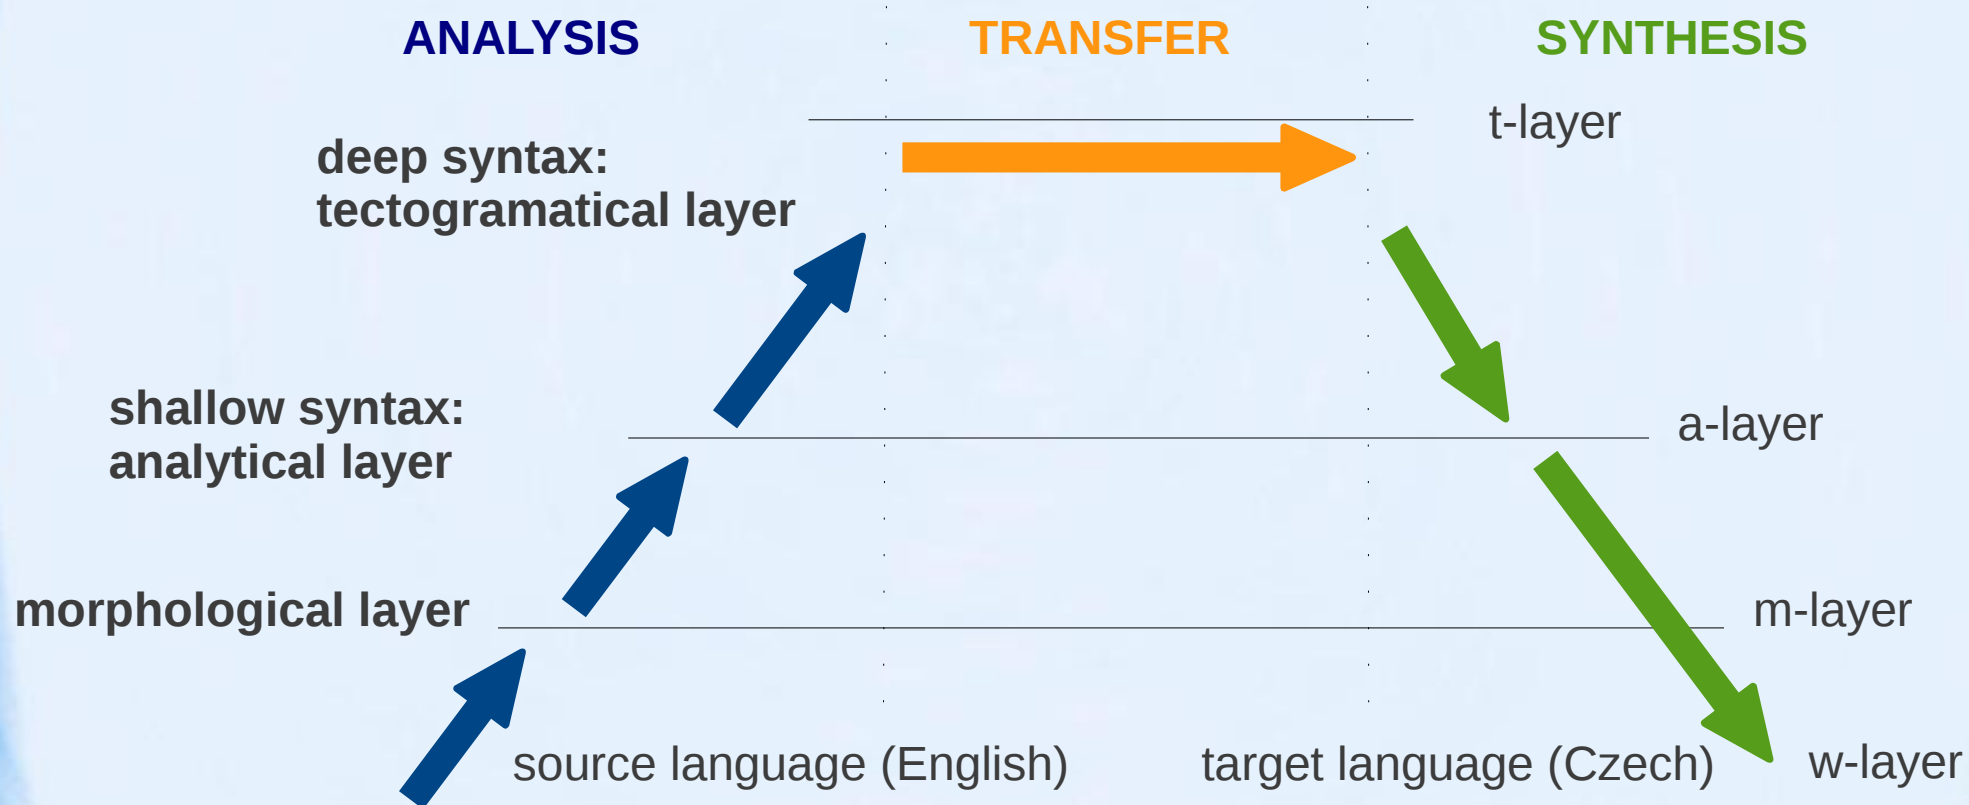 ANALYSIS TRANSFER SYNTHESIS
t-layer
deep syntax:
tectogramatical layer
shallow syntax:
analytical layer
a-layer
morphological layer
m-layer
source language (English)
target language (Czech)
w-layer